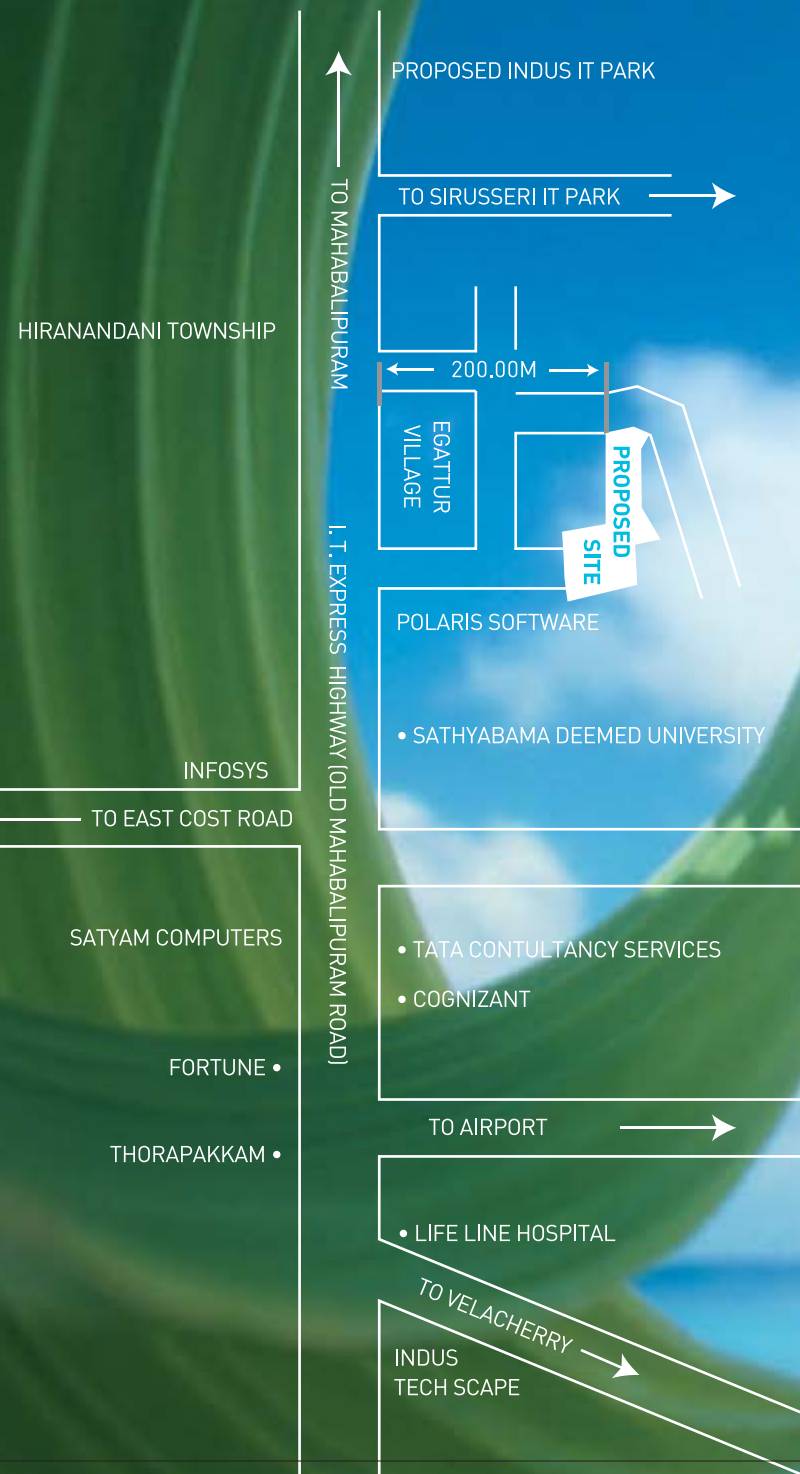 PROPOSED INDUS IT PARK
TO SIRUSSERI IT PARK
TO MAHABALIPURAM
HIRANANDANI TOWNSHIP
200.00M
EGATTUR
VILLAGE
PROPOSED
SITE
I. T. EXPRESS HIGHWAY (OLD MAHABALIPURAM ROAD)
POLARIS SOFTWARE
• SATHYABAMA DEEMED UNIVERSITY
INFOSYS
TO EAST COST ROAD
SATYAM COMPUTERS
• TATA CONTULTANCY SERVICES
• COGNIZANT
FORTUNE •
TO AIRPORT
THORAPAKKAM •
• LIFE LINE HOSPITAL
TO VELACHERRY
INDUS
TECH SCAPE